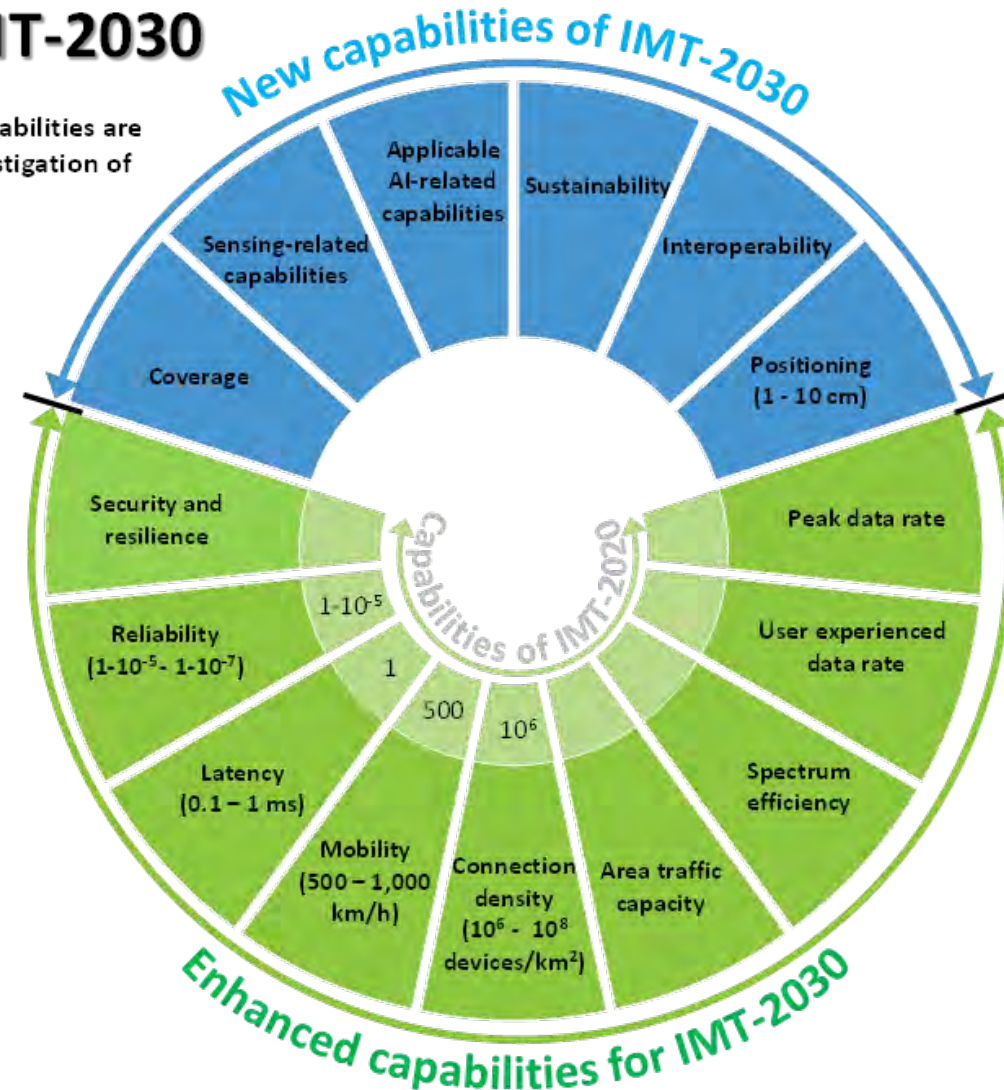 MT-2030
abilities are
stigation of
New capabilities of IMT-2030
Applicable
AI-related
capabilities
Sustainability
Sensing-related
capabilities
Interoperability
Coverage
Positioning
(1 - 10 cm)
Security and
resilience
Peak data rate
Capabilities of IMT-2020
1-10⁻⁵
1
500
10⁶
Reliability
(1-10⁻⁵ - 1-10⁻⁷)
User experienced
data rate
Latency
(0.1 – 1 ms)
Spectrum
efficiency
Mobility
(500 – 1,000
km/h)
Connection
density
(10⁶ - 10⁸
devices/km²)
Area traffic
capacity
Enhanced capabilities for IMT-2030